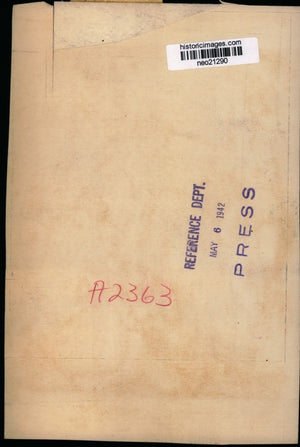 historicimages.com
neo21290
REFERENCE DEPT.
MAY 6 1942
PRESS
A2363